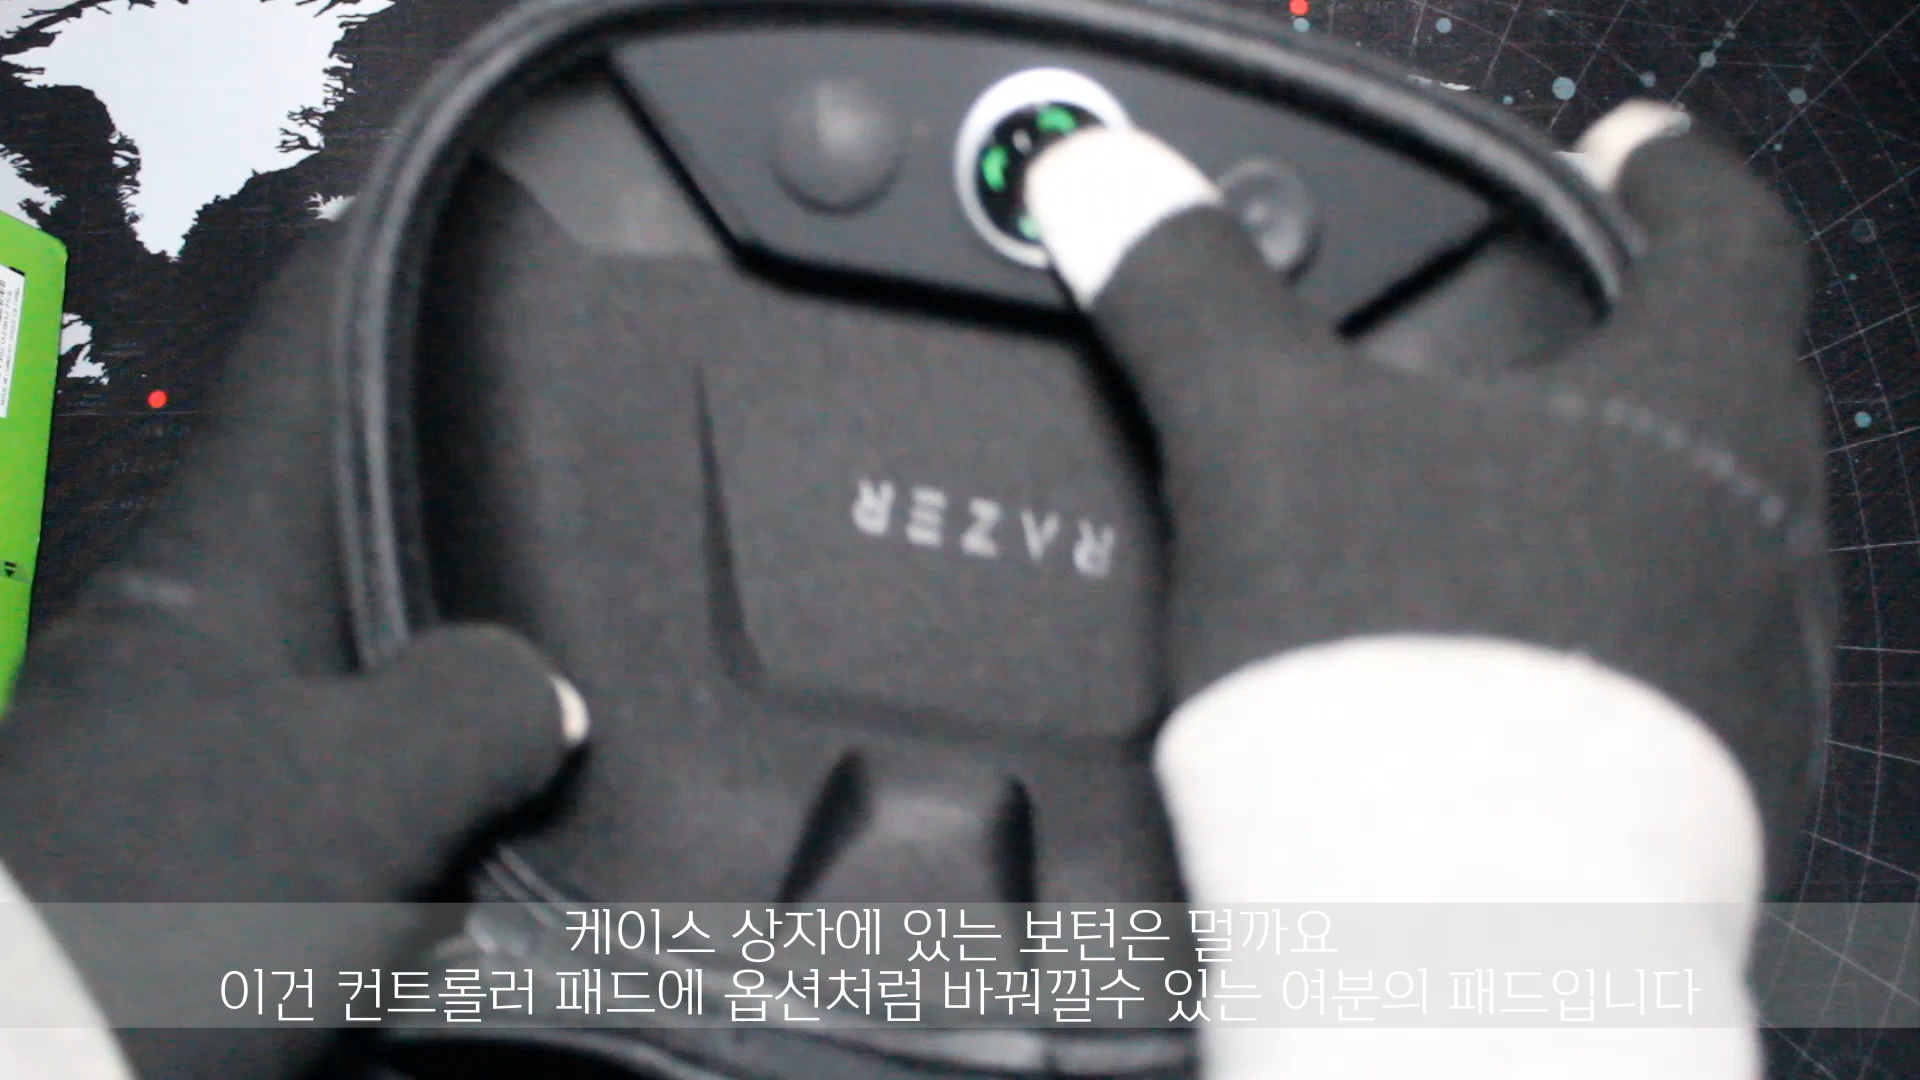 RAZER
케이스 상자에 있는 보턴은 멀까요
이건 컨트롤러 패드에 옵션처럼 바꿔낄수 있는 여분의 패드입니다